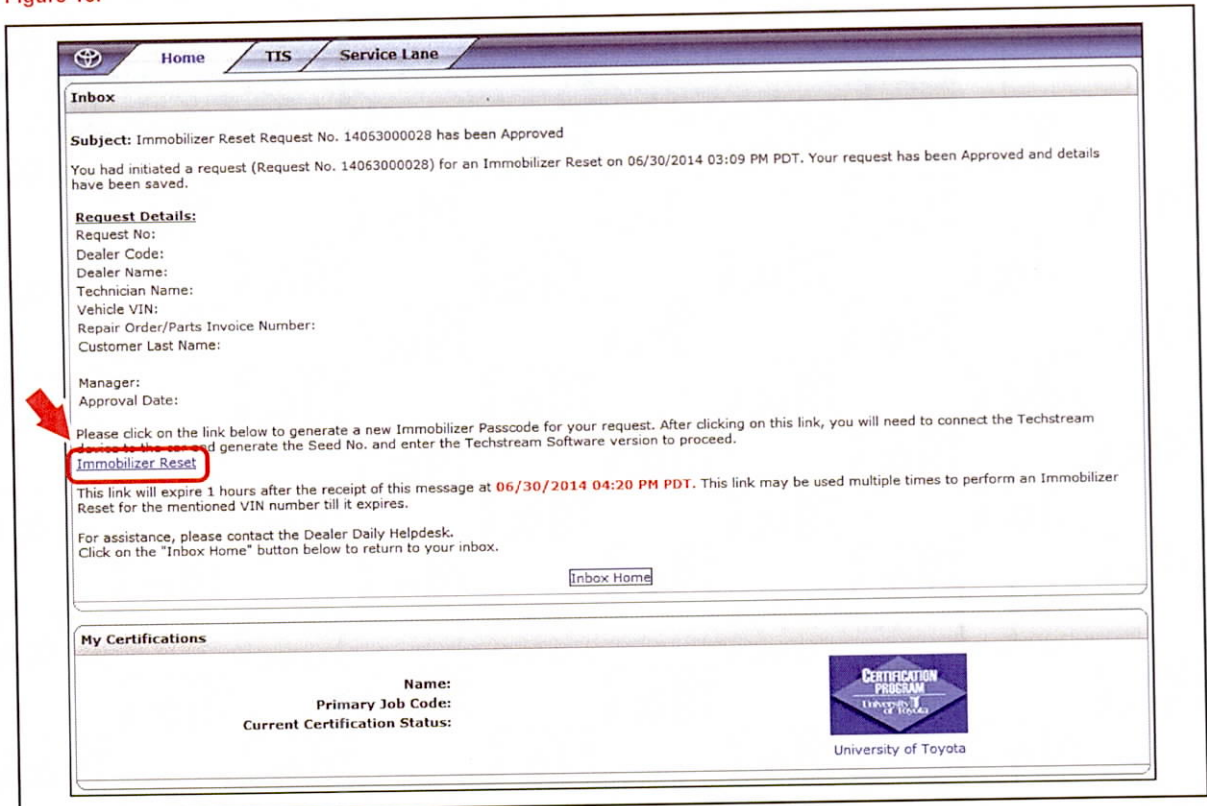 Home
TIS
Service Lane
Inbox
Subject: Immobilizer Reset Request No. 14063000028 has been Approved
You had initiated a request (Request No. 14063000028) for an Immobilizer Reset on 06/30/2014 03:09 PM PDT. Your request has been Approved and details
have been saved.
Request Details:
Request No:
Dealer Code:
Dealer Name:
Technician Name:
Vehicle VIN:
Repair Order/Parts Invoice Number:
Customer Last Name:
Manager:
Approval Date:
Please click on the link below to generate a new Immobilizer Passcode for your request. After clicking on this link, you will need to connect the Techstream
device to the car and generate the Seed No. and enter the Techstream Software version to proceed.
Immobilizer Reset
This link will expire 1 hours after the receipt of this message at 06/30/2014 04:20 PM PDT. This link may be used multiple times to perform an Immobilizer
Reset for the mentioned VIN number till it expires.
For assistance, please contact the Dealer Daily Helpdesk.
Click on the "Inbox Home" button below to return to your inbox.
Inbox Home
My Certifications
Name:
Primary Job Code:
Current Certification Status:
CERTIFICATION
PROGRAM
University
of Toyota
University of Toyota